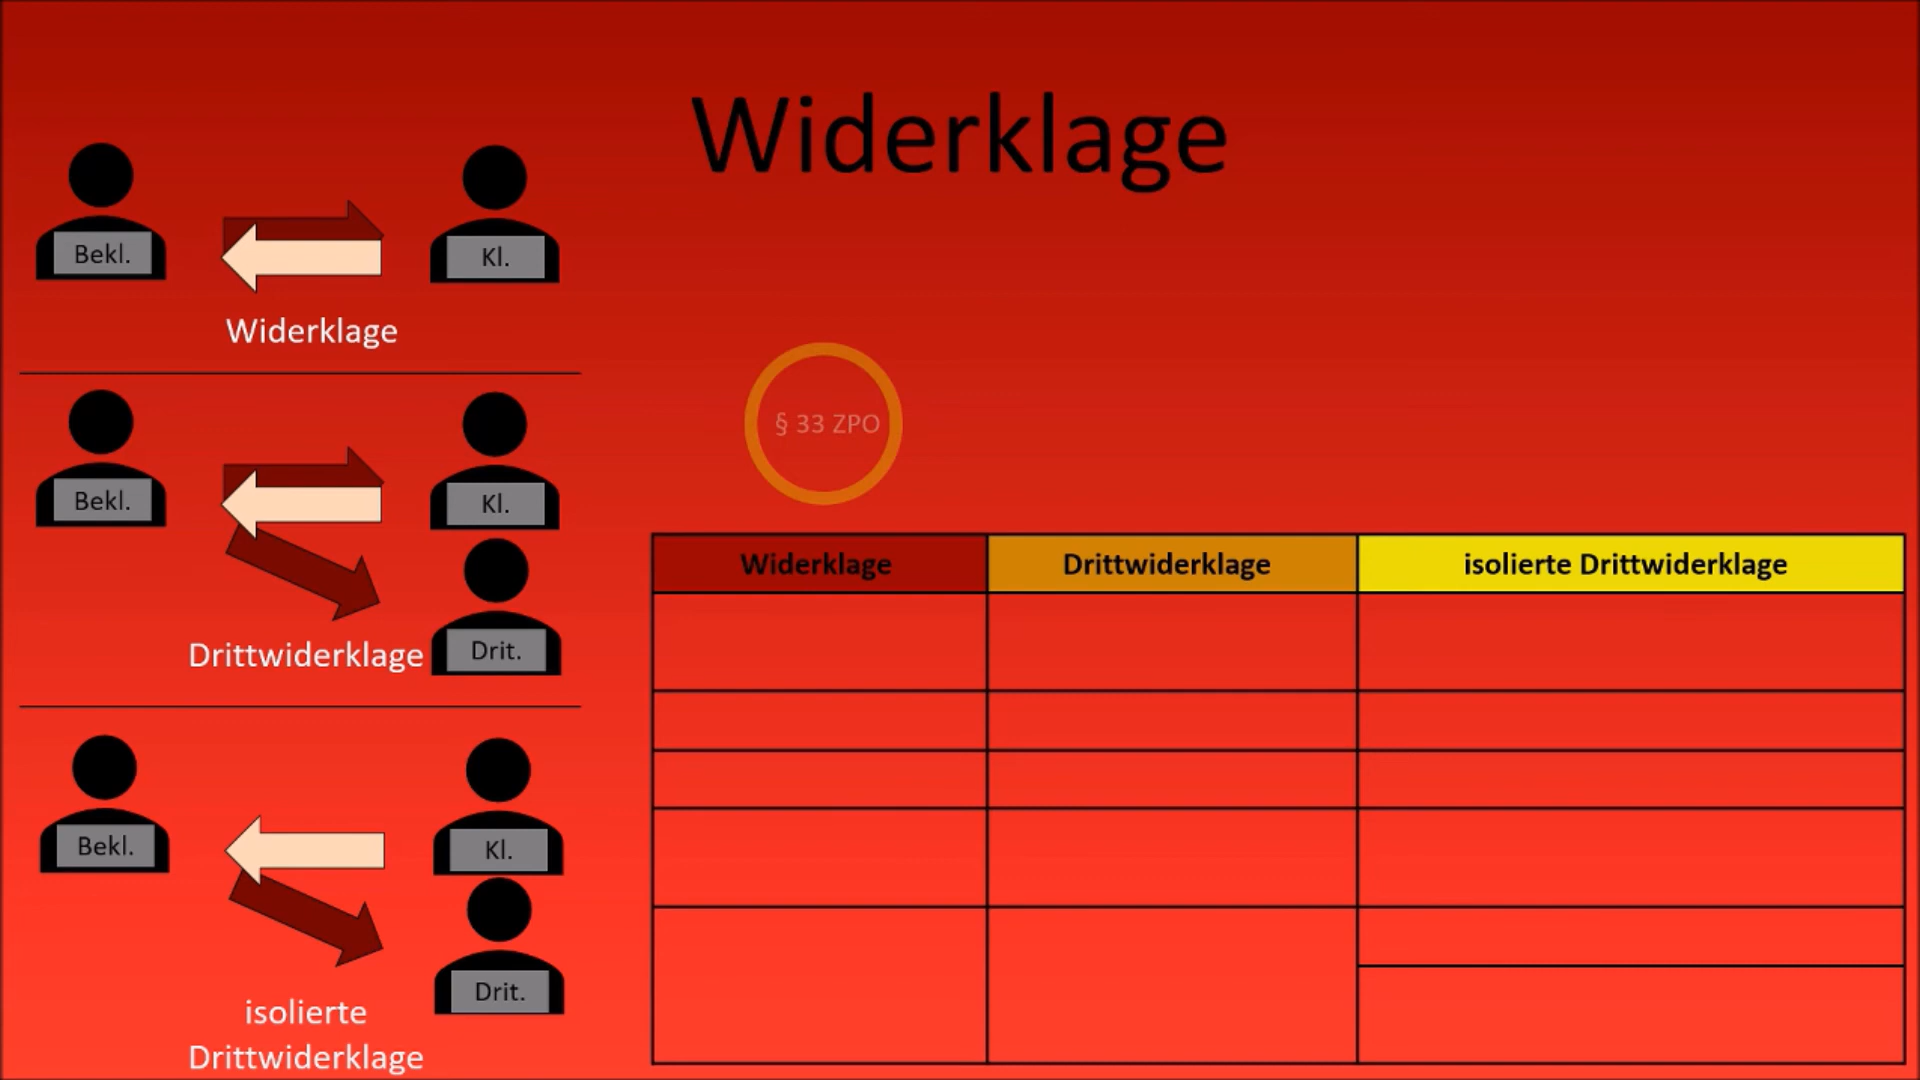 Widerklage
Bekl.
Kl.
Widerklage
Bekl.
Kl.
Drit.
Drittwiderklage
Bekl.
Kl.
Drit.
isolierte
Drittwiderklage
§ 33 ZPO
Widerklage
Drittwiderklage
isolierte Drittwiderklage